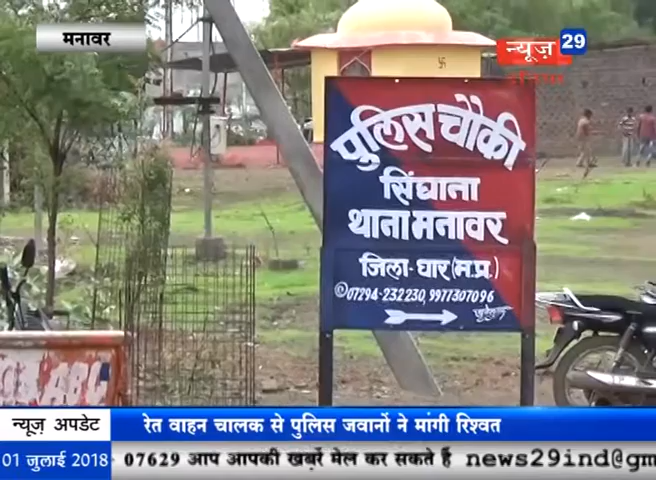 मनावर
न्यूज़ 29
इण्डिया
पुलिस चौकी
सिंघाना
थाना मनावर
जिला-धार (म.प्र.)
07294-232230, 9977307096
न्यूज़ अपडेट
रेत वाहन चालक से पुलिस जवानों ने मांगी रिश्वत
01 जुलाई 2018
07629 आप आपकी खबरें मेल कर सकते हैं news29ind@gm